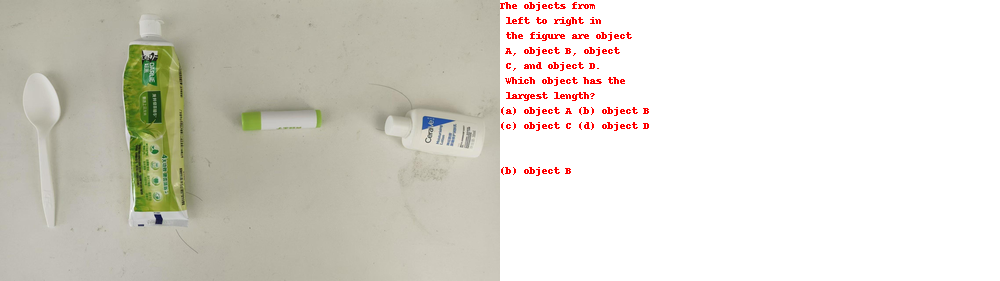 The objects from
left to right in
the figure are object
A, object B, object
C, and object D.
Which object has the
largest length?
(a) object A (b) object B
(c) object C (d) object D
(b) object B
CeraVe